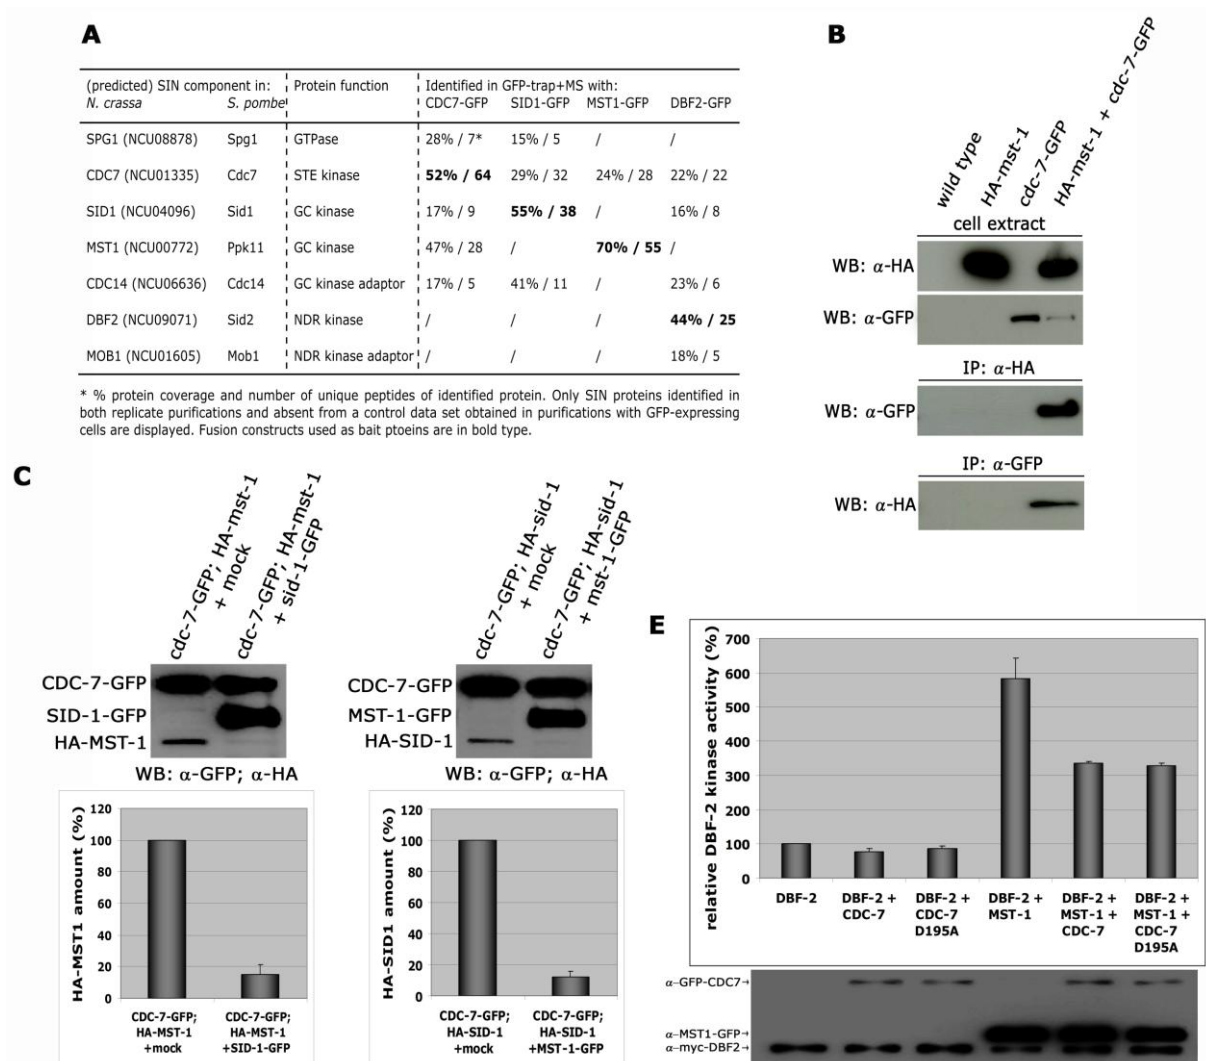 A
(predicted) SIN component in: Protein function Identified in GFP-trap+MS with:
N. crassa S. pombe CDC7-GFP SID1-GFP MST1-GFP DBF2-GFP
SPG1 (NCU08878) Spg1 GTPase 28% / 7* 15% / 5 / /
CDC7 (NCU01335) Cdc7 STE kinase 52% / 64 29% / 32 24% / 28 22% / 22
SID1 (NCU04096) Sid1 GC kinase 17% / 9 55% / 38 / 16% / 8
MST1 (NCU00772) Ppk11 GC kinase 47% / 28 / 70% / 55 /
CDC14 (NCU06636) Cdc14 GC kinase adaptor 17% / 5 41% / 11 / 23% / 6
DBF2 (NCU09071) Sid2 NDR kinase / / / 44% / 25
MOB1 (NCU01605) Mob1 NDR kinase adaptor / / / 18% / 5
* % protein coverage and number of unique peptides of identified protein. Only SIN proteins identified in
both replicate purifications and absent from a control data set obtained in purifications with GFP-expressing
cells are displayed. Fusion constructs used as bait ptoeins are in bold type.
B
wild type
HA-mst-1
cdc-7-GFP
HA-mst-1 + cdc-7-GFP
cell extract
WB: α-HA
WB: α-GFP
IP: α-HA
WB: α-GFP
IP: α-GFP
WB: α-HA
C
cdc-7-GFP; HA-mst-1
+ mock
cdc-7-GFP; HA-mst-1
+ sid-1-GFP
CDC-7-GFP
SID-1-GFP
HA-MST-1
WB: α-GFP; α-HA
HA-MST1 amount (%)
120
100
80
60
40
20
0
CDC-7-GFP; CDC-7-GFP;
HA-MST-1 HA-MST-1
+mock +SID-1-GFP
cdc-7-GFP; HA-sid-1
+ mock
cdc-7-GFP; HA-sid-1
+ mst-1-GFP
CDC-7-GFP
MST-1-GFP
HA-SID-1
WB: α-GFP; α-HA
HA-SID1 amount (%)
120
100
80
60
40
20
0
CDC-7-GFP; CDC-7-GFP;
HA-SID-1 HA-SID-1
+mock +MST-1-GFP
E
relative DBF-2 kinase activity (%)
700
600
500
400
300
200
100
0
DBF-2 DBF-2 + DBF-2 + DBF-2 + DBF-2 + DBF-2 +
CDC-7 CDC-7 MST-1 MST-1 + MST-1 +
D195A CDC-7 CDC-7
D195A
α-GFP-CDC7→
α-MST1-GFP→
α-myc-DBF2→